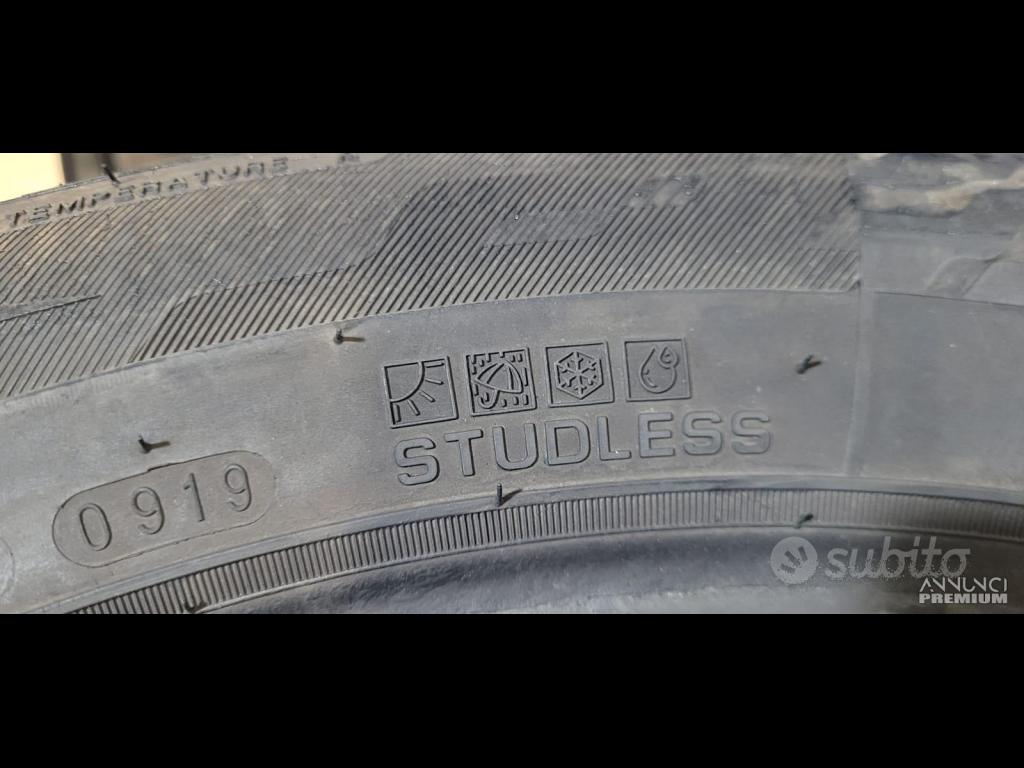 TEMPERATURE A
STUDLESS
0919
subito
ANNUNCI
PREMIUM